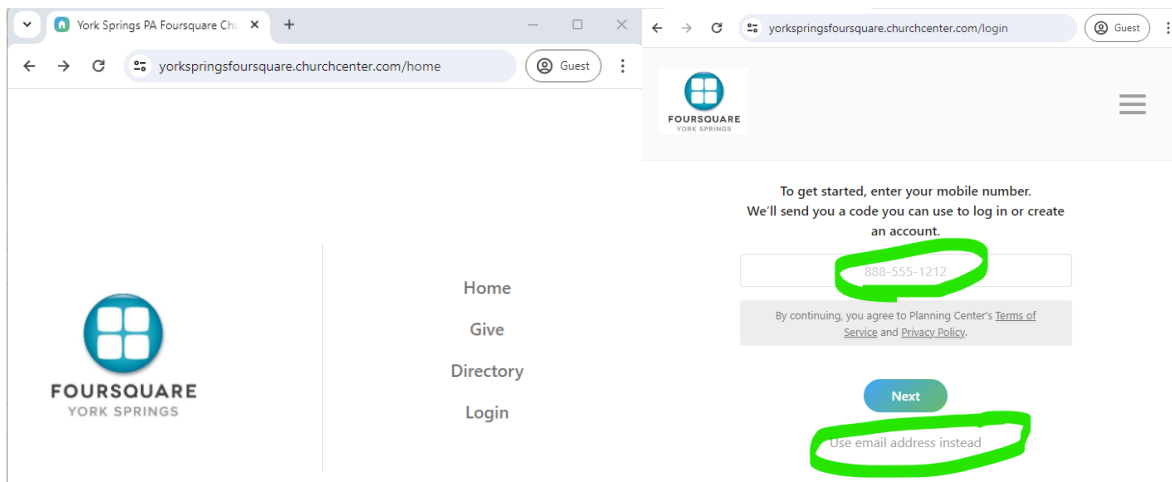 York Springs PA Foursquare Chu
yorkspringsfoursquare.churchcenter.com/home
Guest
FOURSQUARE
YORK SPRINGS
Home
Give
Directory
Login
yorkspringsfoursquare.churchcenter.com/login
Guest
FOURSQUARE
YORK SPRINGS
To get started, enter your mobile number.
We'll send you a code you can use to log in or create
an account.
888-555-1212
By continuing, you agree to Planning Center's Terms of
Service and Privacy Policy.
Next
Use email address instead